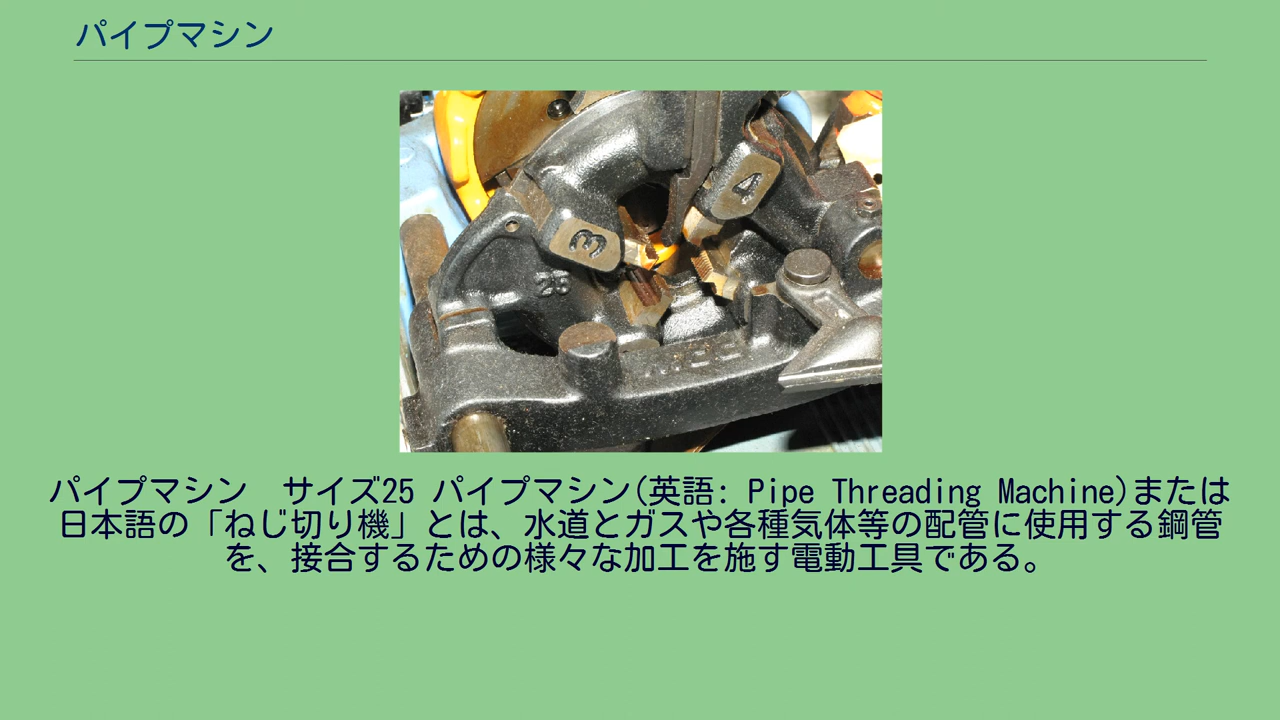 パイプマシン
3
4
25
パイプマシン　サイズ25 パイプマシン(英語: Pipe Threading Machine)または
日本語の「ねじ切り機」とは、水道とガスや各種気体等の配管に使用する鋼管
を、接合するための様々な加工を施す電動工具である。